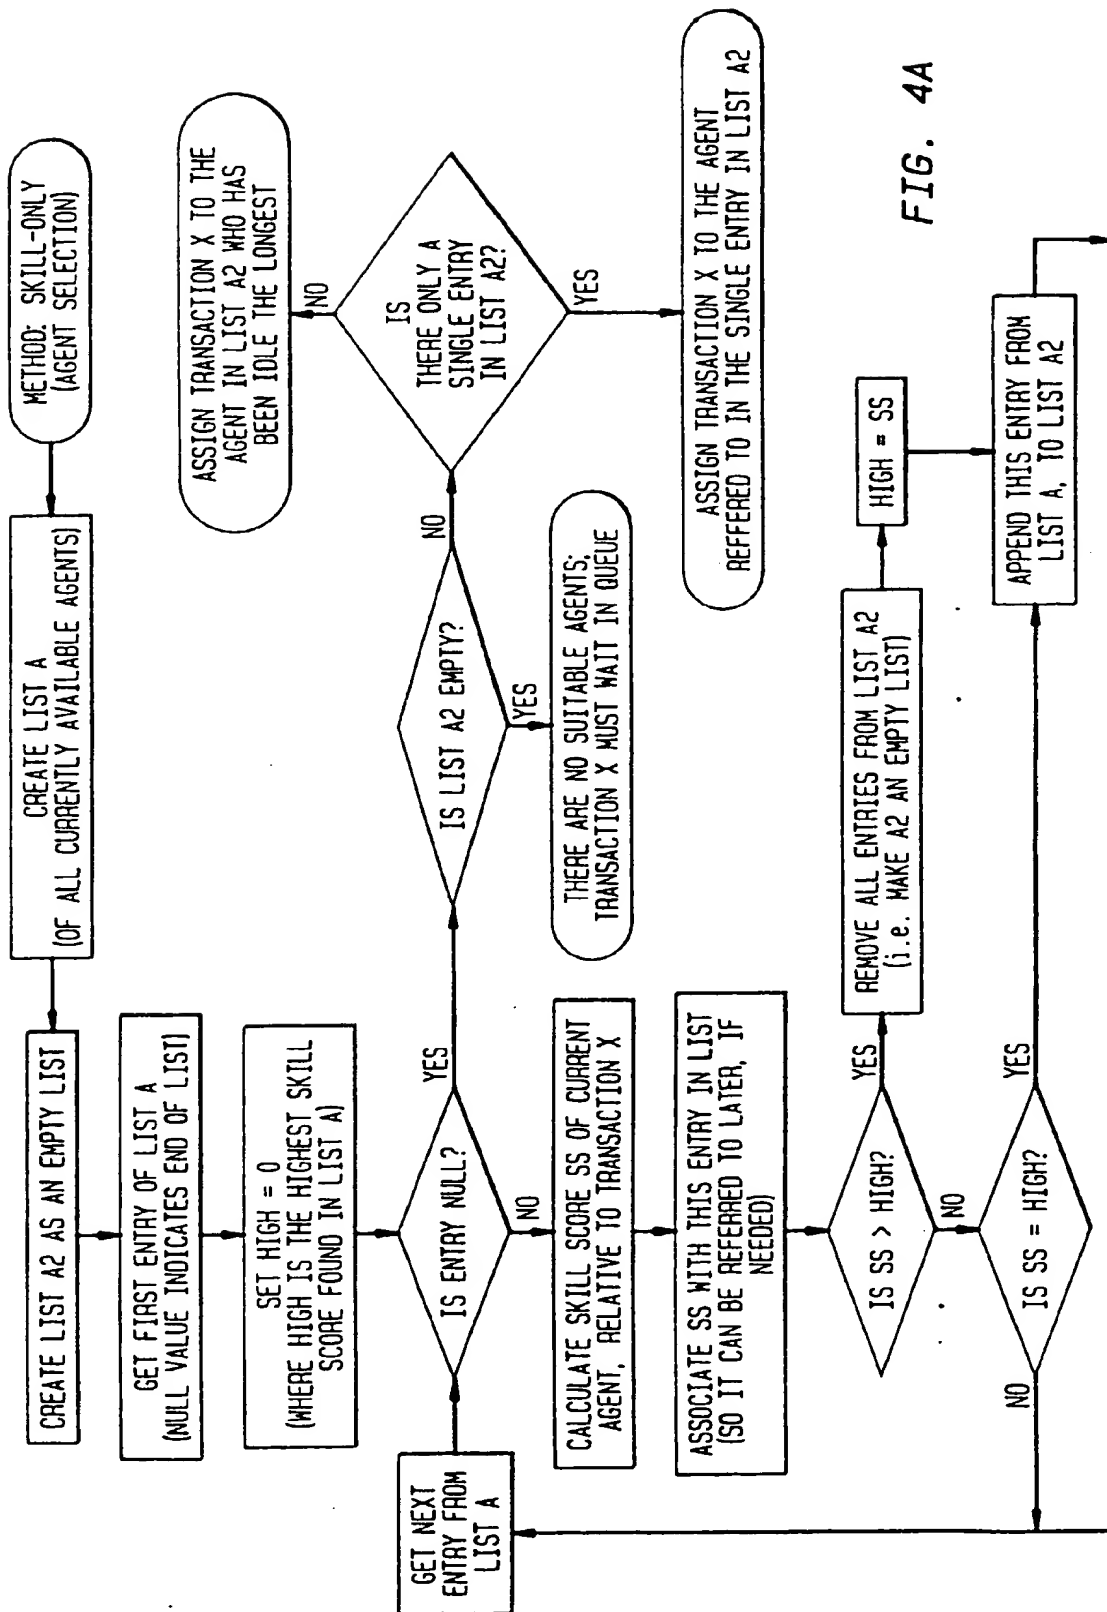 METHOD: SKILL-ONLY
(AGENT SELECTION)
CREATE LIST A
(OF ALL CURRENTLY AVAILABLE AGENTS)
CREATE LIST A2 AS AN EMPTY LIST
GET FIRST ENTRY OF LIST A
(NULL VALUE INDICATES END OF LIST)
SET HIGH = 0
(WHERE HIGH IS THE HIGHEST SKILL
SCORE FOUND IN LIST A)
GET NEXT
ENTRY FROM
LIST A
IS ENTRY NULL?
YES
NO
IS LIST A2 EMPTY?
NO
YES
IS
THERE ONLY A
SINGLE ENTRY
IN LIST A2?
NO
YES
ASSIGN TRANSACTION X TO THE
AGENT IN LIST A2 WHO HAS
BEEN IDLE THE LONGEST
THERE ARE NO SUITABLE AGENTS;
TRANSACTION X MUST WAIT IN QUEUE
ASSIGN TRANSACTION X TO THE AGENT
REFFERED TO IN THE SINGLE ENTRY IN LIST A2
CALCULATE SKILL SCORE SS OF CURRENT
AGENT, RELATIVE TO TRANSACTION X
ASSOCIATE SS WITH THIS ENTRY IN LIST
(SO IT CAN BE REFERRED TO LATER, IF
NEEDED)
IS SS > HIGH?
YES
NO
REMOVE ALL ENTRIES FROM LIST A2
(i.e. MAKE A2 AN EMPTY LIST)
HIGH = SS
IS SS = HIGH?
YES
NO
APPEND THIS ENTRY FROM
LIST A, TO LIST A2
FIG. 4A